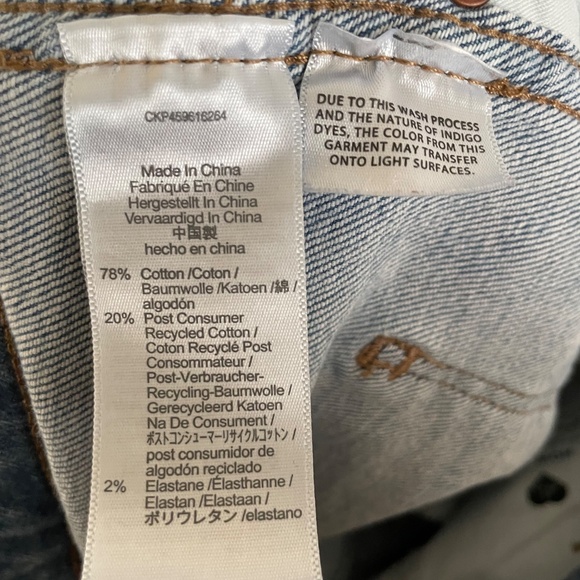 CKP459616264
Made In China
Fabriqué En Chine
Hergestellt In China
Vervaardigd In China
中国製
hecho en china
78% Cotton /Coton /
Baumwolle /Katoen /綿 /
algodón
20% Post Consumer
Recycled Cotton /
Coton Recyclé Post
Consommateur /
Post-Verbraucher-
Recycling-Baumwolle /
Gerecycleerd Katoen
Na De Consument /
ポストコンシューマーリサイクルコットン /
post consumidor de
algodón reciclado
2% Elastane /Élasthanne /
Elastan /Elastaan /
ポリウレタン /elastano
DUE TO THIS WASH PROCESS
AND THE NATURE OF INDIGO
DYES, THE COLOR FROM THIS
GARMENT MAY TRANSFER
ONTO LIGHT SURFACES.